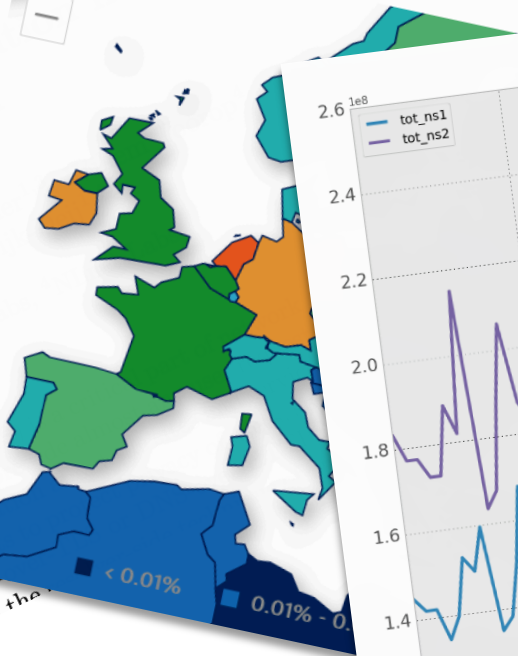 1e8
2.6
tot_ns1
tot_ns2
2.4
2.2
2.0
1.8
1.6
1.4
< 0.01%
0.01% - 0.
the